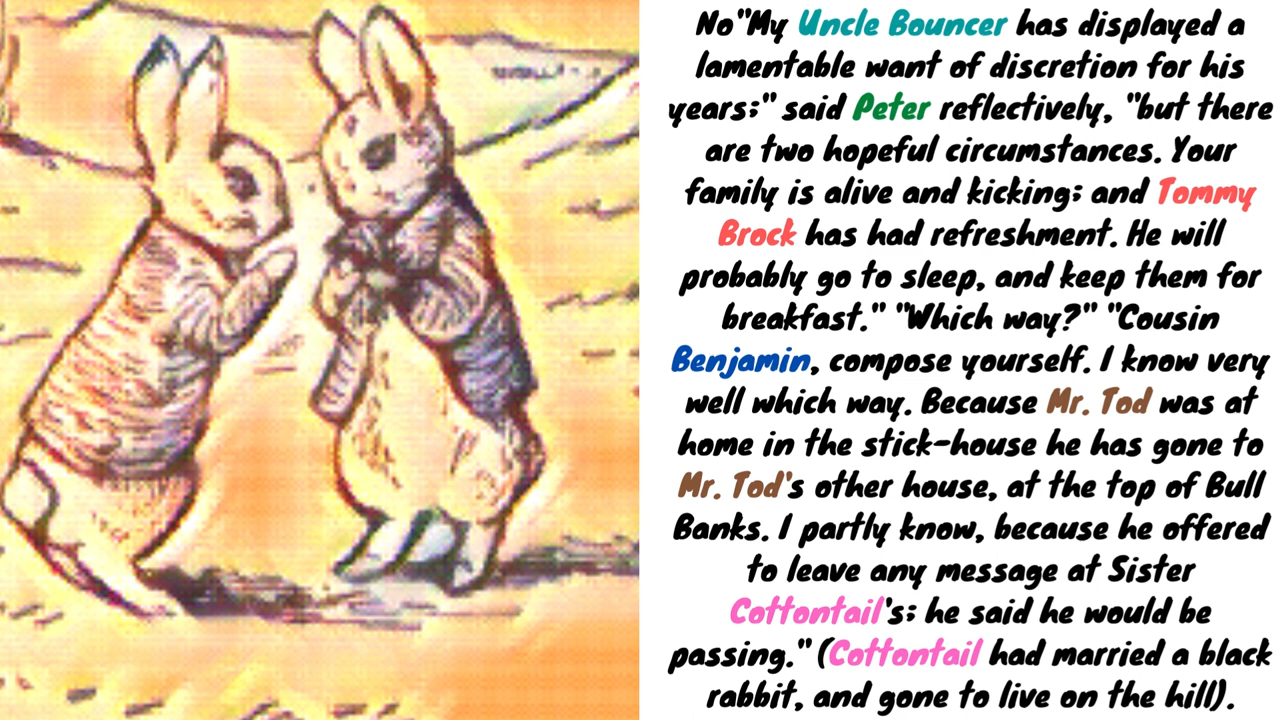 No"My Uncle Bouncer has displayed a
lamentable want of discretion for his
years;" said Peter reflectively, "but there
are two hopeful circumstances. Your
family is alive and kicking; and Tommy
Brock has had refreshment. He will
probably go to sleep, and keep them for
breakfast." "Which way?" "Cousin
Benjamin, compose yourself. I know very
well which way. Because Mr. Tod was at
home in the stick-house he has gone to
Mr. Tod's other house, at the top of Bull
Banks. I partly know, because he offered
to leave any message at Sister
Cottontail's; he said he would be
passing." (Cottontail had married a black
rabbit, and gone to live on the hill).